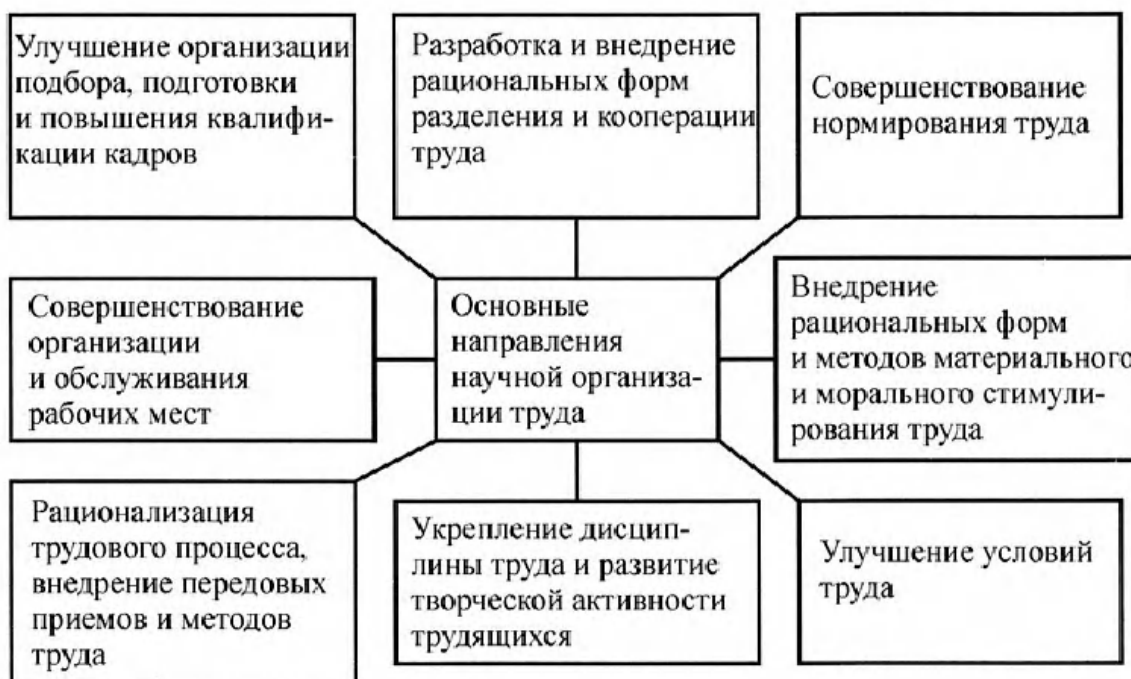 Улучшение организации
подбора, подготовки
и повышения квалифи-
кации кадров
Разработка и внедрение
рациональных форм
разделения и кооперации
труда
Совершенствование
нормирования труда
Совершенствование
организации
и обслуживания
рабочих мест
Основные
направления
научной организа-
ции труда
Внедрение
рациональных форм
и методов материального
и морального стимули-
рования труда
Рационализация
трудового процесса,
внедрение передовых
приемов и методов
труда
Укрепление дисцип-
лины труда и развитие
творческой активности
трудящихся
Улучшение условий
труда